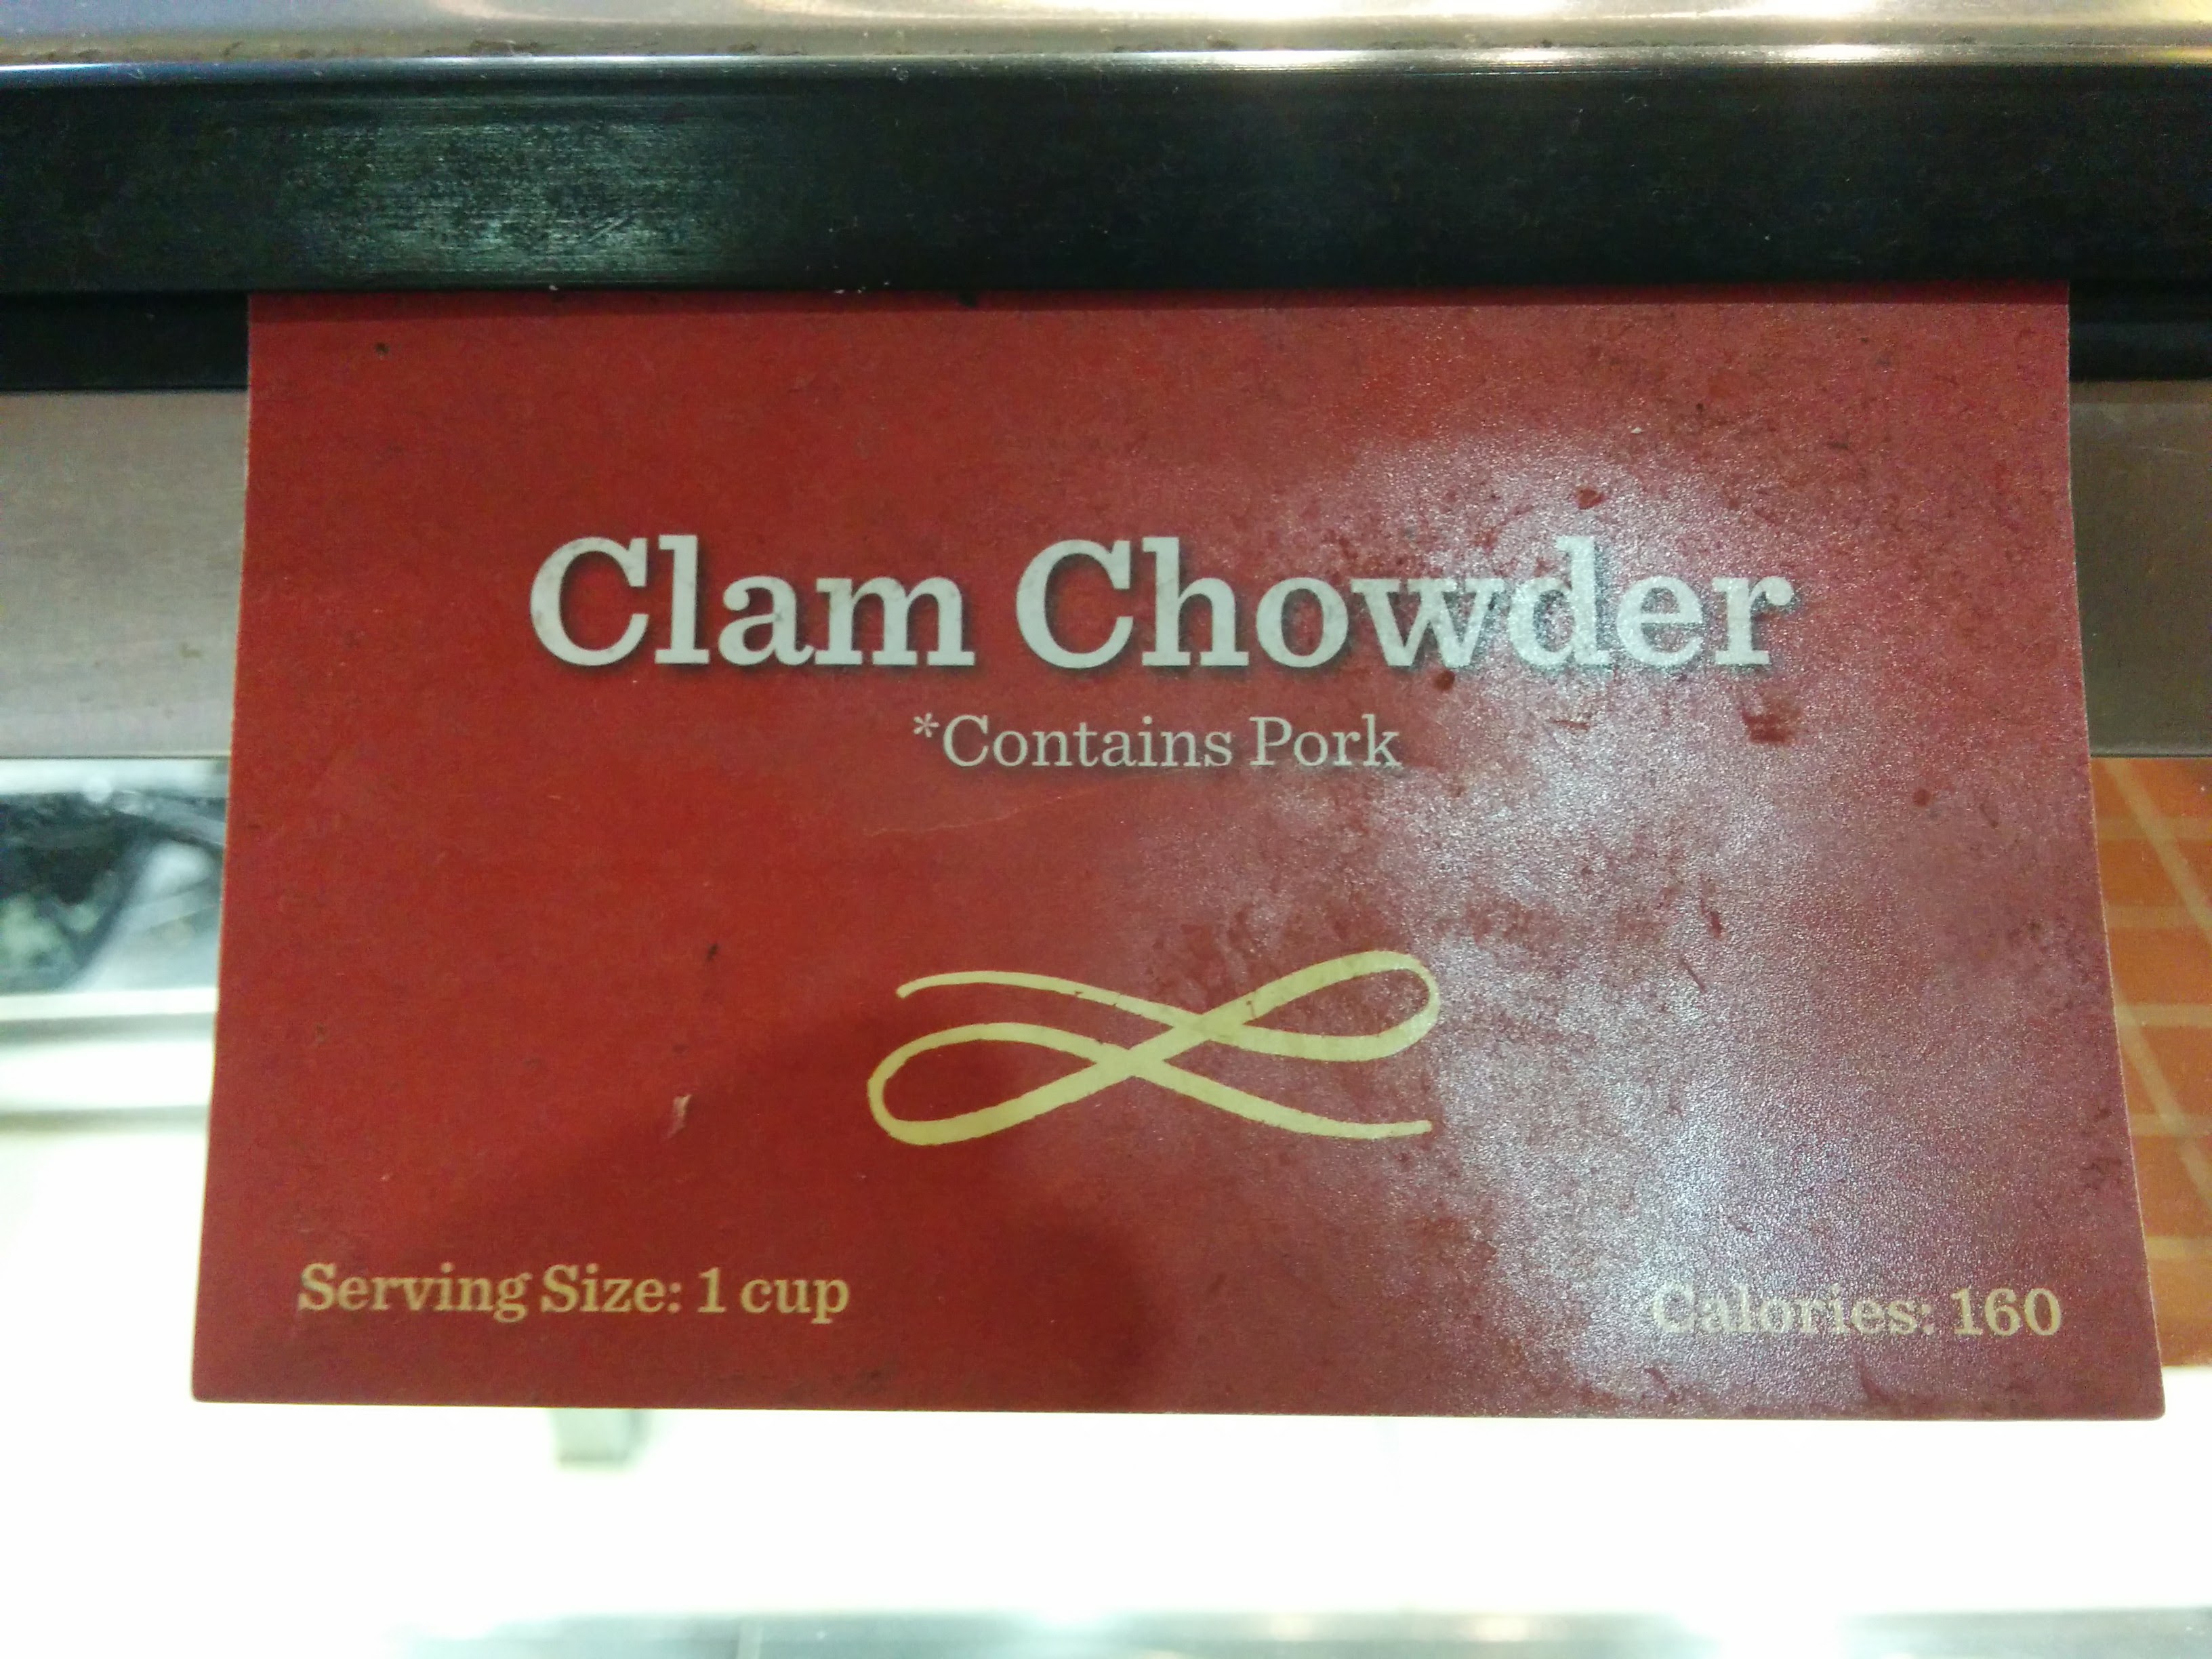 Clam Chowder
*Contains Pork
Serving Size: 1 cup
Calories: 160